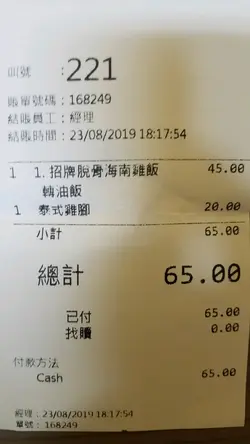 叫號 : 221
賬單號碼 : 168249
結賬員工 : 經理
結賬時間 : 23/08/2019 18:17:54
1 1. 招牌脫骨海南雞飯 45.00
轉油飯
1 泰式雞腳 20.00
小計 65.00
總計 65.00
已付 65.00
找贖 0.00
付款方法
Cash 65.00
經理 : 23/08/2019 18:17:54
單號 : 168249